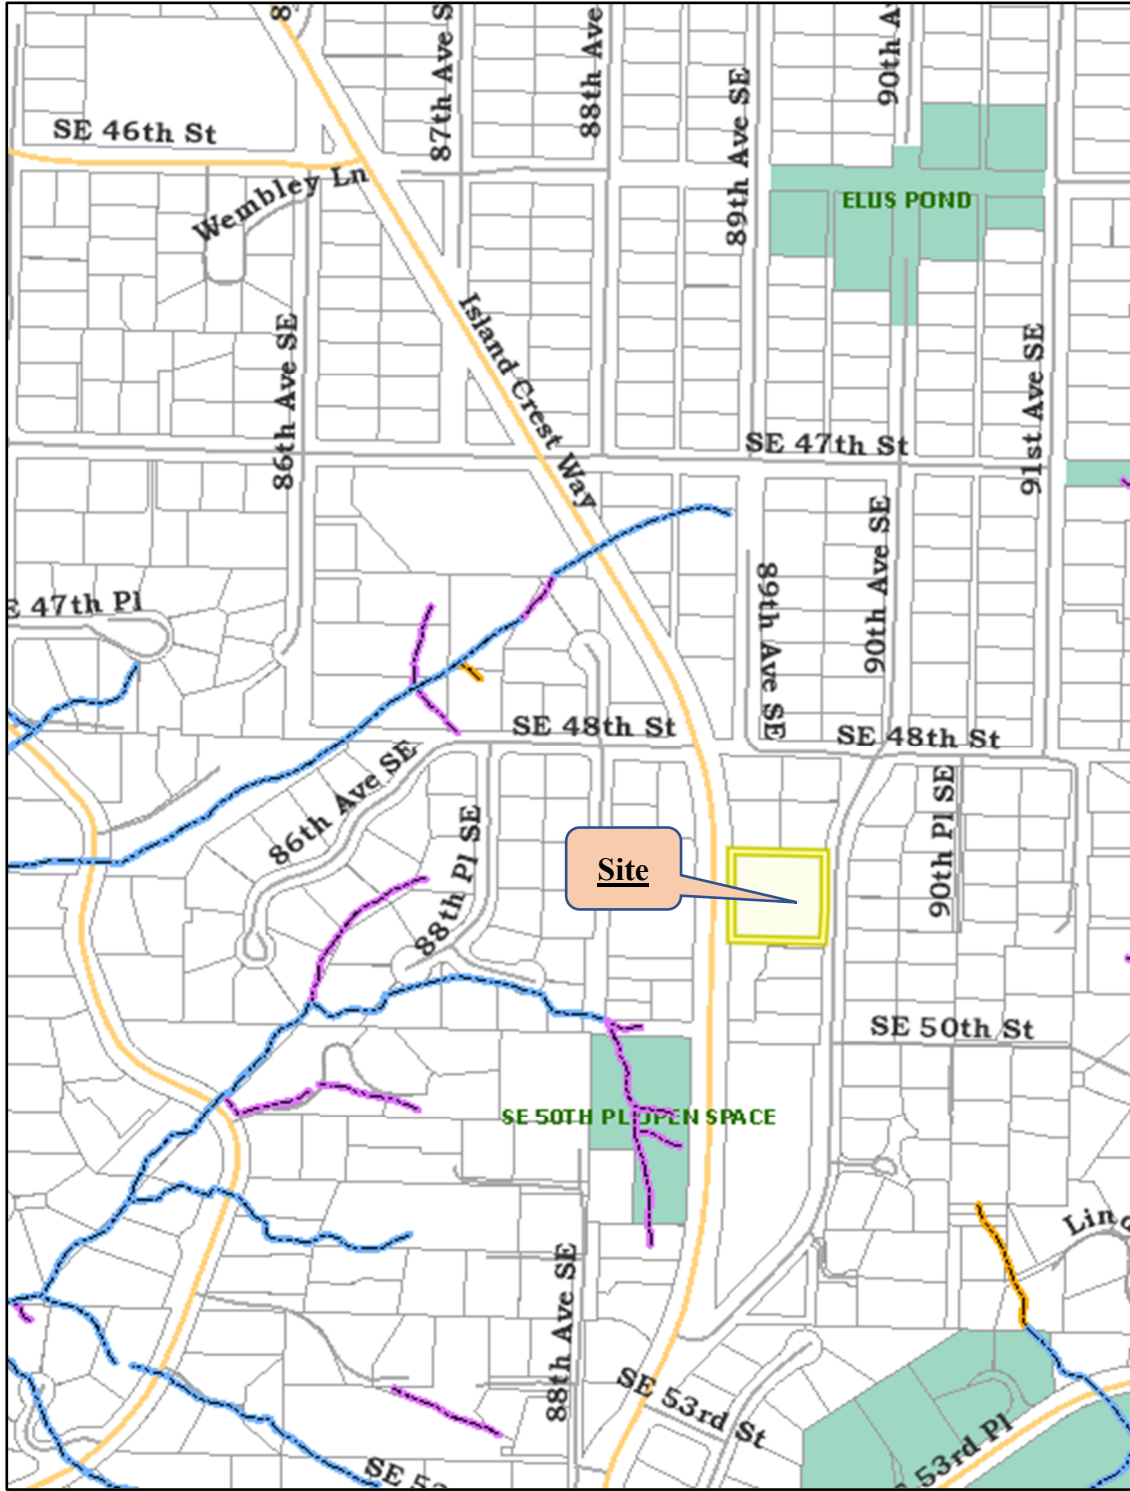 87th Ave S
88th Ave
90th Av
SE 46th St
89th Ave SE
Wembley Ln
ELLIS POND
86th Ave SE
Island Crest Way
91st Ave SE
SE 47th St
90th Ave SE
89th Ave SE
E 47th Pl
SE 48th St
SE 48th St
86th Ave SE
88th Pl SE
90th Pl SE
Site
SE 50th St
SE 50TH PL OPEN SPACE
Lind
88th Ave SE
SE 53rd St
53rd Pl